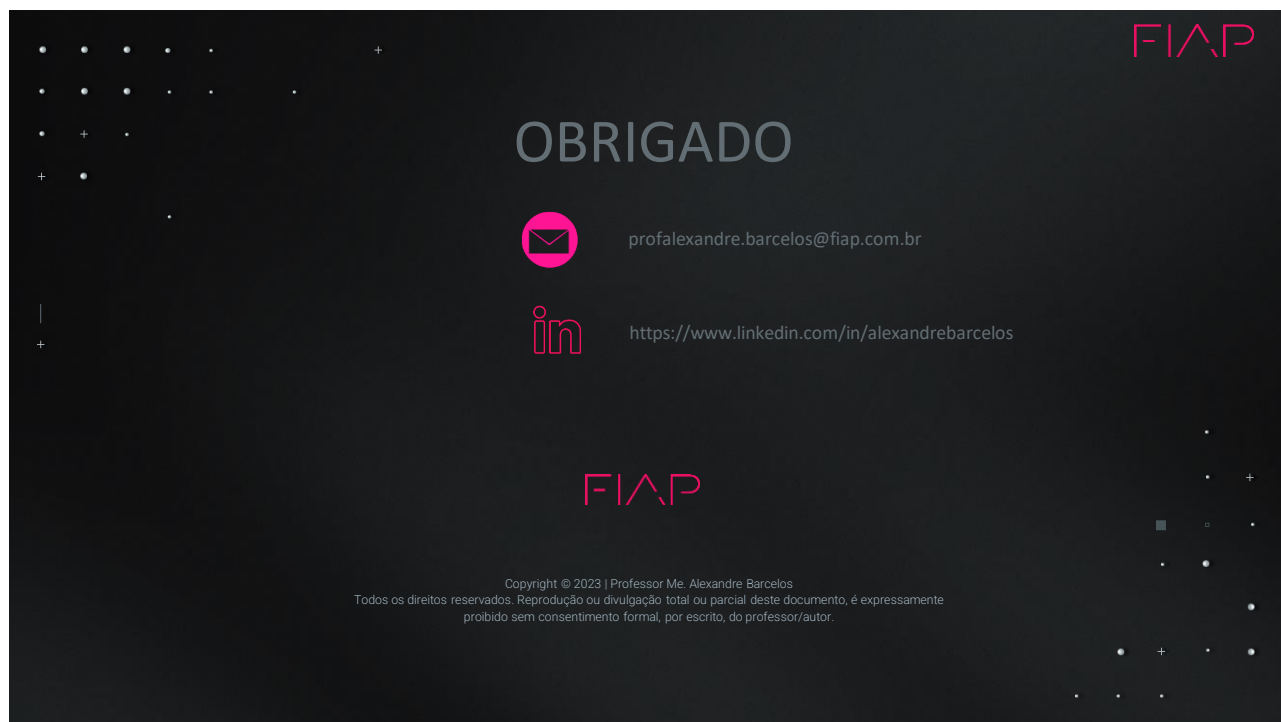 FIAP
OBRIGADO
profalexandre.barcelos@fiap.com.br
in
https://www.linkedin.com/in/alexandrebarcelos
FIAP
Copyright © 2023 | Professor Me. Alexandre Barcelos
Todos os direitos reservados. Reprodução ou divulgação total ou parcial deste documento, é expressamente
proibido sem consentimento formal, por escrito, do professor/autor.